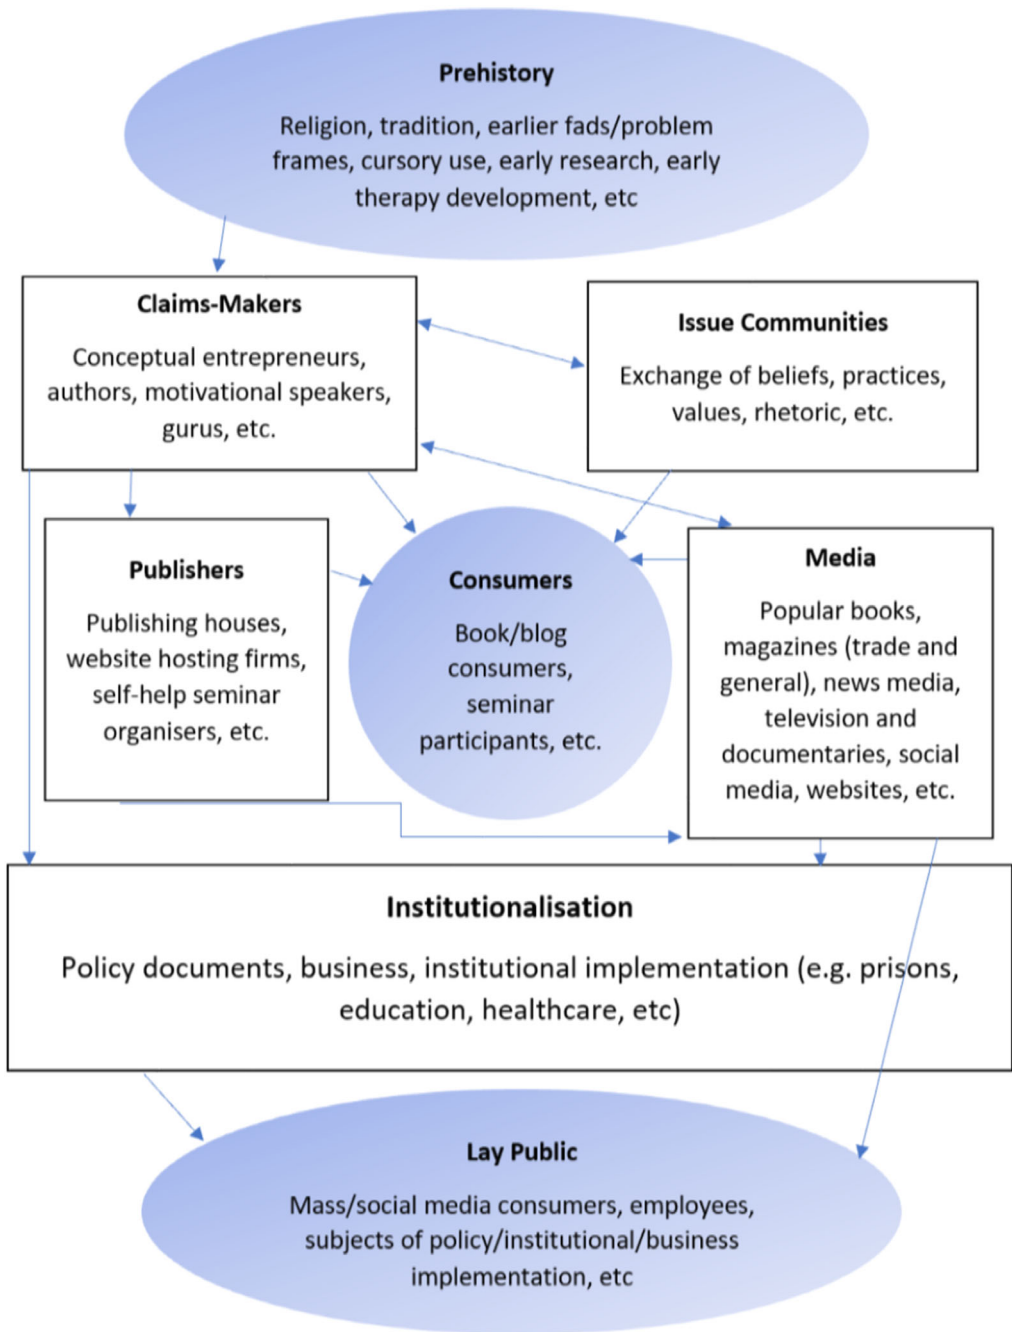 Prehistory
Religion, tradition, earlier fads/problem
frames, cursory use, early research, early
therapy development, etc
Claims-Makers
Conceptual entrepreneurs,
authors, motivational speakers,
gurus, etc.
Issue Communities
Exchange of beliefs, practices,
values, rhetoric, etc.
Publishers
Publishing houses,
website hosting firms,
self-help seminar
organisers, etc.
Consumers
Book/blog
consumers,
seminar
participants, etc.
Media
Popular books,
magazines (trade and
general), news media,
television and
documentaries, social
media, websites, etc.
Institutionalisation
Policy documents, business, institutional implementation (e.g. prisons,
education, healthcare, etc)
Lay Public
Mass/social media consumers, employees,
subjects of policy/institutional/business
implementation, etc